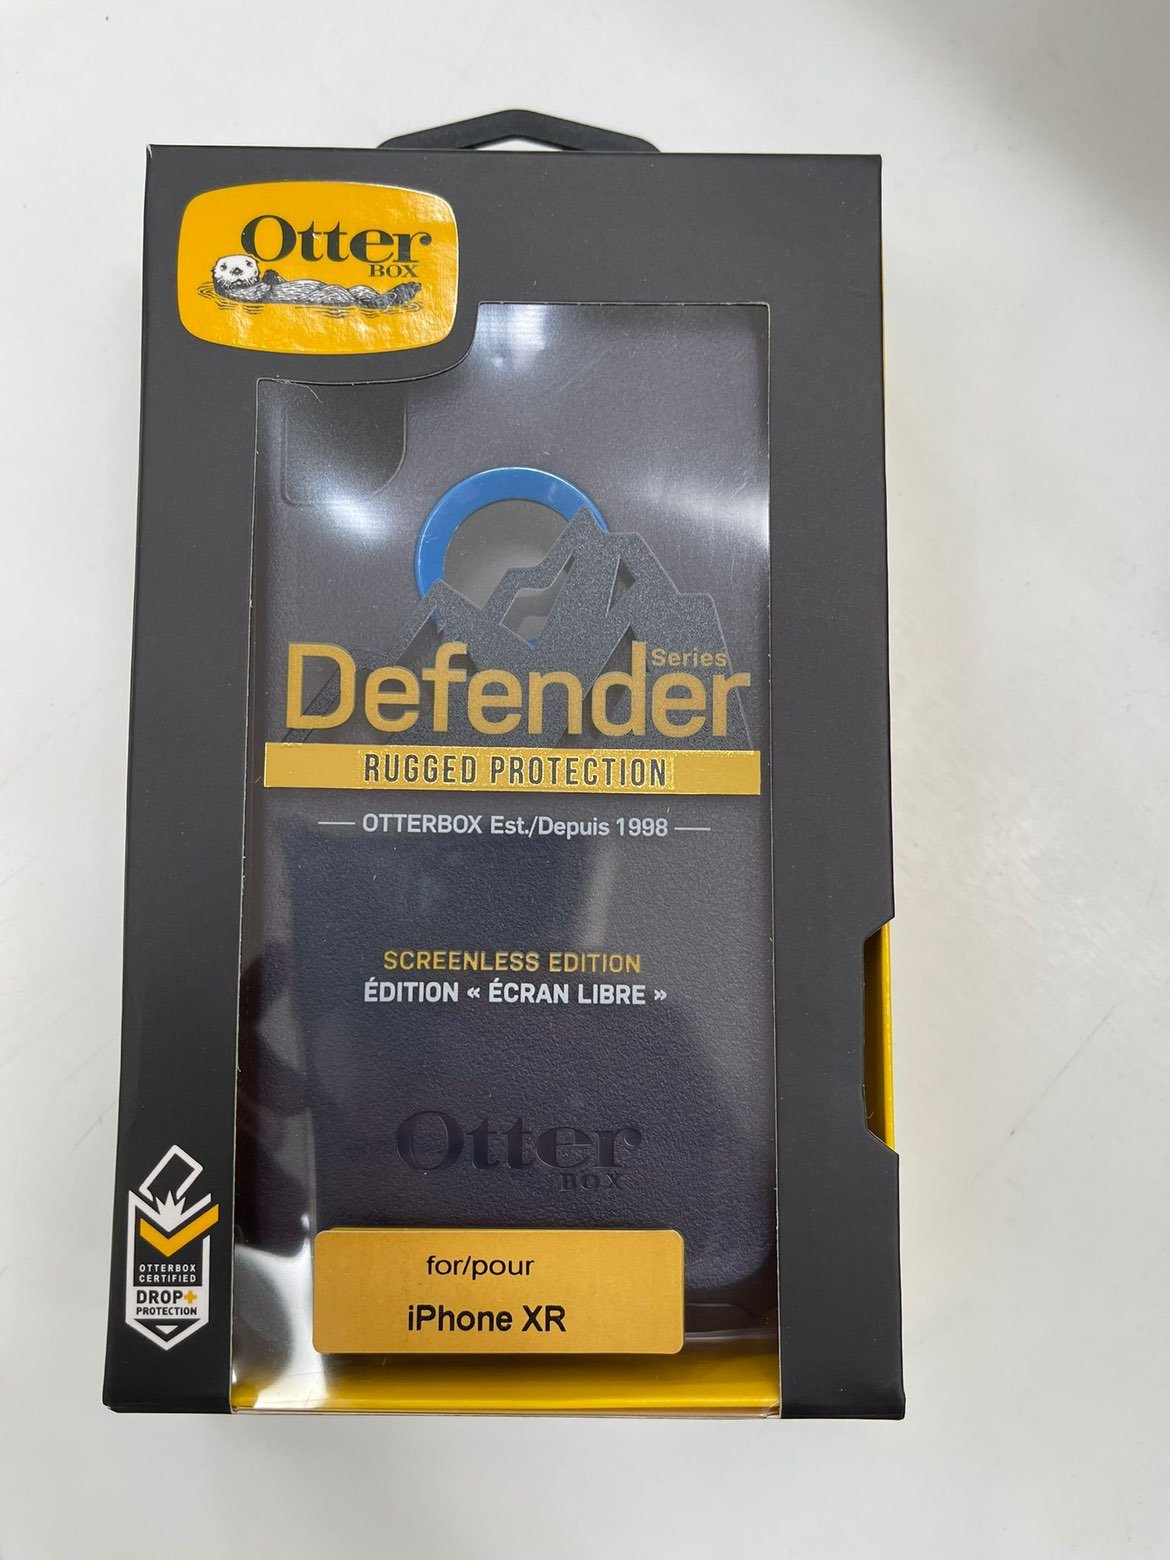 Otter
BOX
Defender Series
RUGGED PROTECTION
OTTERBOX Est./Depuis 1998
SCREENLESS EDITION
ÉDITION « ÉCRAN LIBRE »
Otter
BOX
OTTERBOX
CERTIFIED
DROP+
PROTECTION
for/pour
iPhone XR